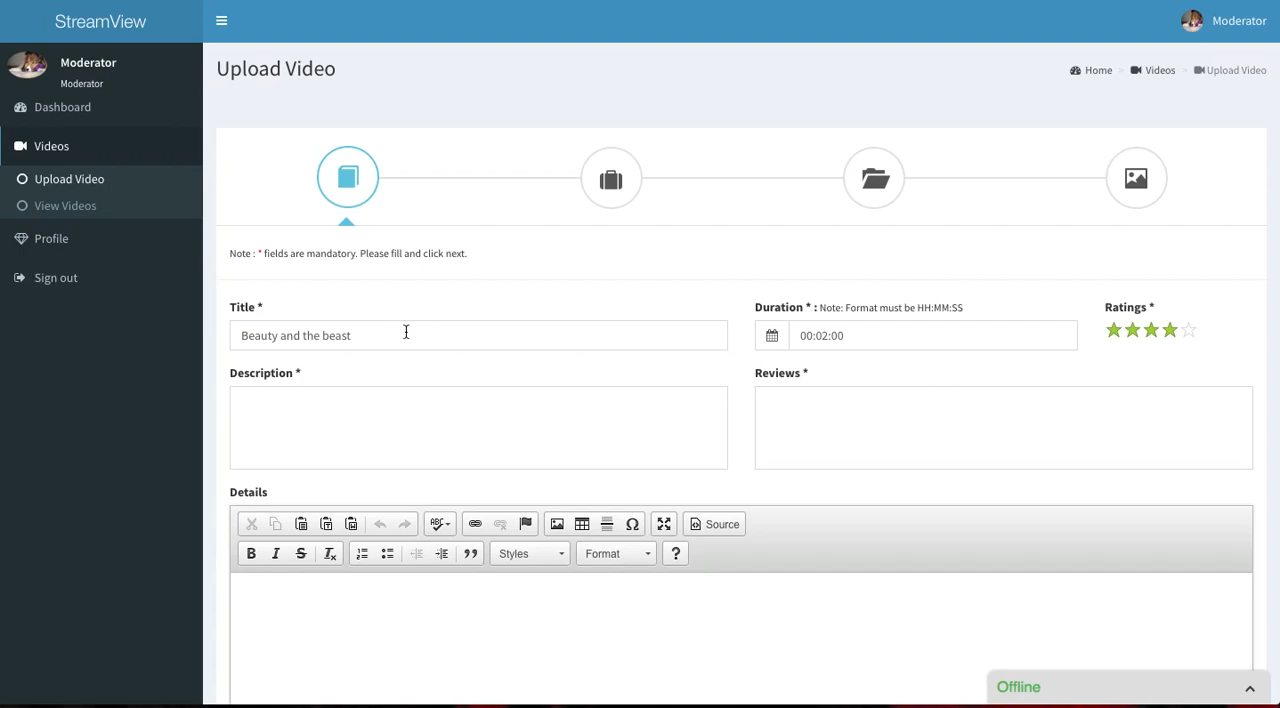 StreamView
Moderator
Moderator
Moderator
Dashboard
Videos
Upload Video
View Videos
Profile
Sign out
Upload Video
Home
Videos
Upload Video
Note : * fields are mandatory. Please fill and click next.
Title *
Duration * : Note: Format must be HH:MM:SS
Ratings *
Beauty and the beast
00:02:00
Description *
Reviews *
Details
ABC
Source
B I S Tx
Styles
Format
?
Offline